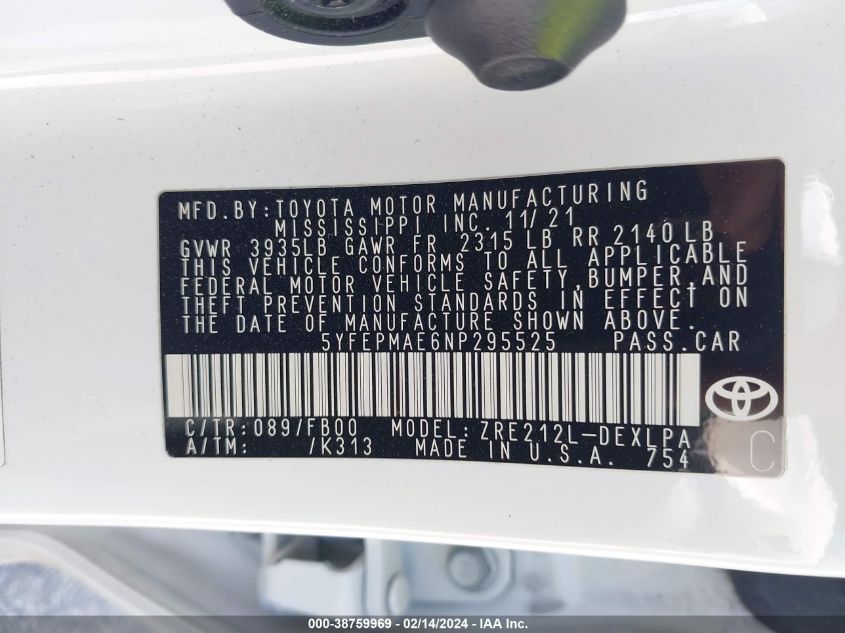 MFD.BY:TOYOTA MOTOR MANUFACTURING
MISSISSIPPI INC. 11/21
GVWR 3935LB GAWR FR 2315 LB RR 2140 LB
THIS VEHICLE CONFORMS TO ALL APPLICABLE
FEDERAL MOTOR VEHICLE SAFETY,BUMPER,AND
THEFT PREVENTION STANDARDS IN EFFECT ON
THE DATE OF MANUFACTURE SHOWN ABOVE.
5YFEPMAE6NP295525 PASS.CAR
C/TR:089/FB00 MODEL:ZRE212L-DEXLPA
A/TM: /K313 MADE IN U.S.A. 754
C
000-38759969 - 02/14/2024 - IAA Inc.